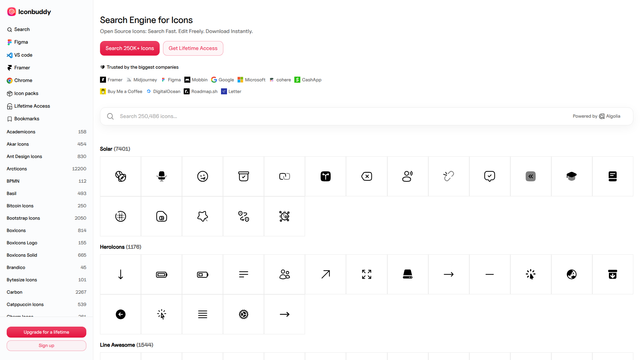 Iconbuddy
Search
Figma
VS code
Framer
Chrome
Icon packs
Lifetime Access
Bookmarks
Academicons 158
Akar Icons 454
Ant Design Icons 830
Arcticons 12200
BPMN 112
Basil 493
Bitcoin Icons 250
Bootstrap Icons 2050
Boxicons 814
Boxicons Logo 155
Boxicons Solid 665
Brandico 45
Bytesize Icons 101
Carbon 2267
Catppuccin Icons 539
Upgrade for a lifetime
Sign up
Search Engine for Icons
Open Source Icons: Search Fast. Edit Freely. Download Instantly.
Search 250K+ Icons
Get Lifetime Access
Trusted by the biggest companies
Framer Midjourney Figma Mobbin Google Microsoft cohere CashApp
Buy Me a Coffee DigitalOcean Roadmap.sh Letter
Search 250,486 icons...
Powered by Algolia
Solar (7401)
Heroicons (1176)
Line Awesome (1544)